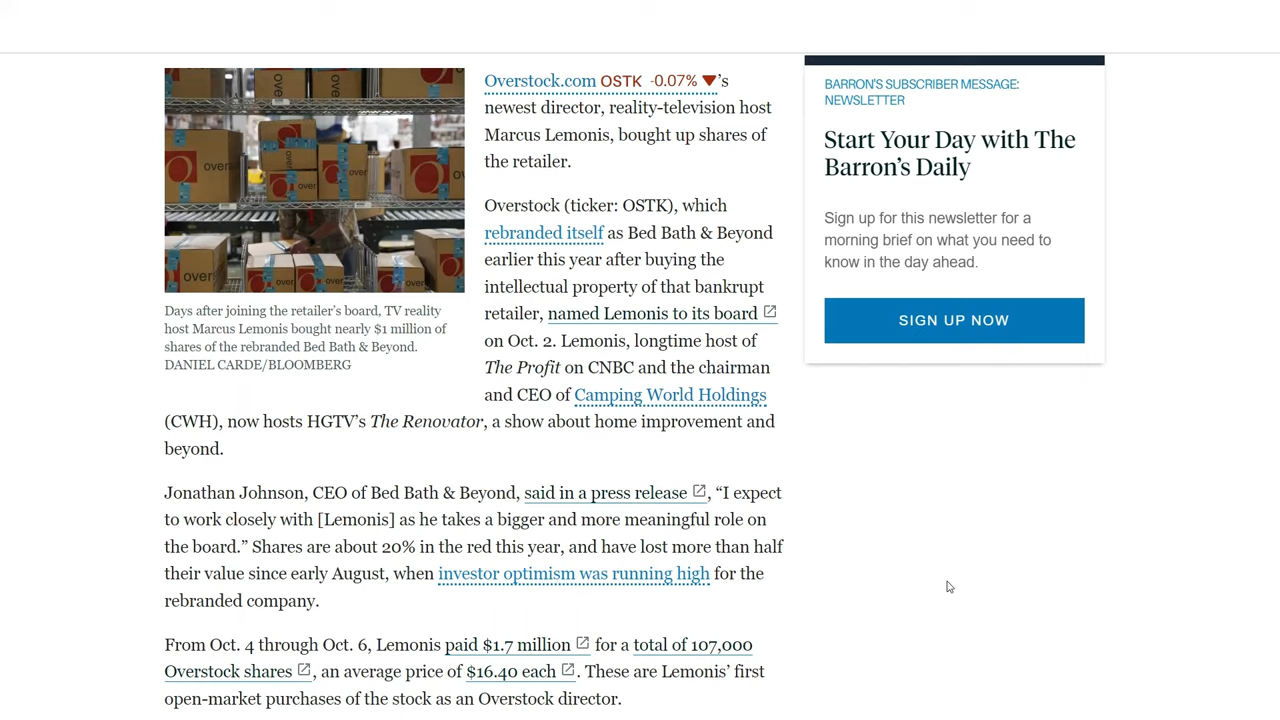 over
over
over
over
over
over
over
Days after joining the retailer's board, TV reality
host Marcus Lemonis bought nearly $1 million of
shares of the rebranded Bed Bath & Beyond.
DANIEL CARDE/BLOOMBERG
Overstock.com OSTK -0.07% ▼'s
newest director, reality-television host
Marcus Lemonis, bought up shares of
the retailer.
Overstock (ticker: OSTK), which
rebranded itself as Bed Bath & Beyond
earlier this year after buying the
intellectual property of that bankrupt
retailer, named Lemonis to its board
on Oct. 2. Lemonis, longtime host of
The Profit on CNBC and the chairman
and CEO of Camping World Holdings
(CWH), now hosts HGTV's The Renovator, a show about home improvement and
beyond.
Jonathan Johnson, CEO of Bed Bath & Beyond, said in a press release, “I expect
to work closely with [Lemonis] as he takes a bigger and more meaningful role on
the board.” Shares are about 20% in the red this year, and have lost more than half
their value since early August, when investor optimism was running high for the
rebranded company.
From Oct. 4 through Oct. 6, Lemonis paid $1.7 million for a total of 107,000
Overstock shares, an average price of $16.40 each. These are Lemonis' first
open-market purchases of the stock as an Overstock director.
BARRON'S SUBSCRIBER MESSAGE:
NEWSLETTER
Start Your Day with The
Barron's Daily
Sign up for this newsletter for a
morning brief on what you need to
know in the day ahead.
SIGN UP NOW